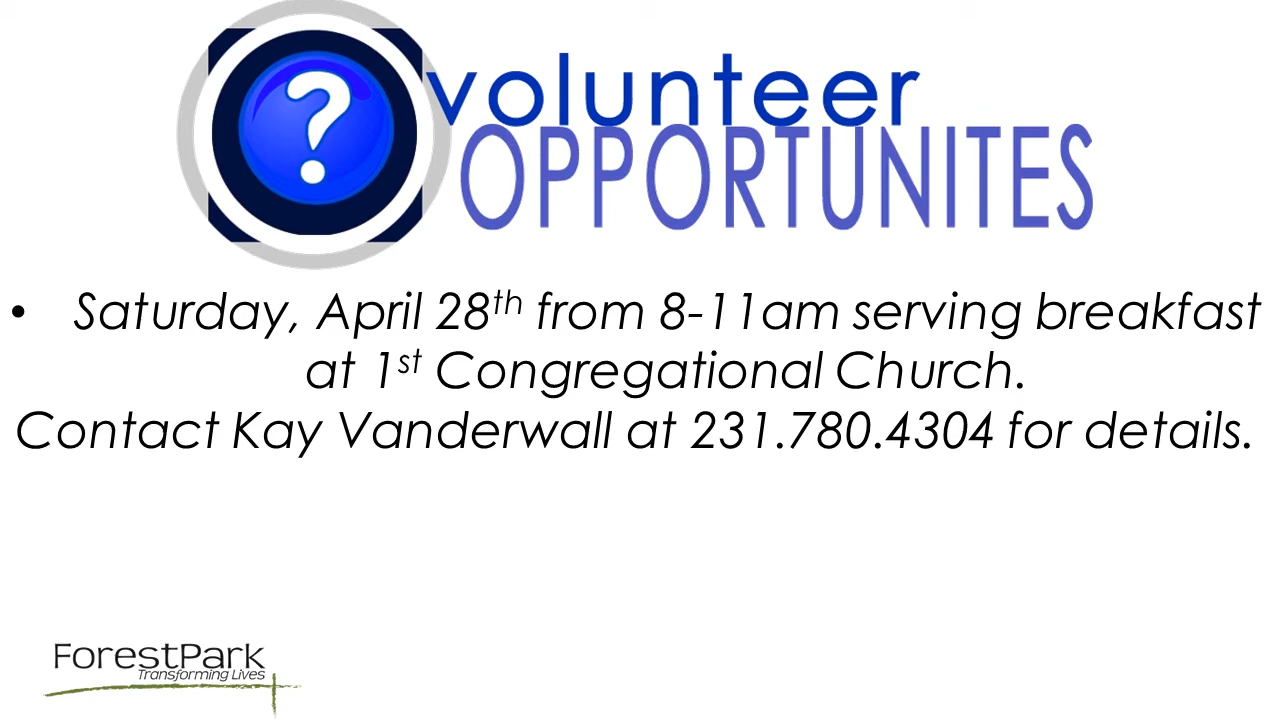 ?
volunteer
OPPORTUNITES
• Saturday, April 28th from 8-11am serving breakfast
at 1st Congregational Church.
Contact Kay Vanderwall at 231.780.4304 for details.
ForestPark
Transforming Lives